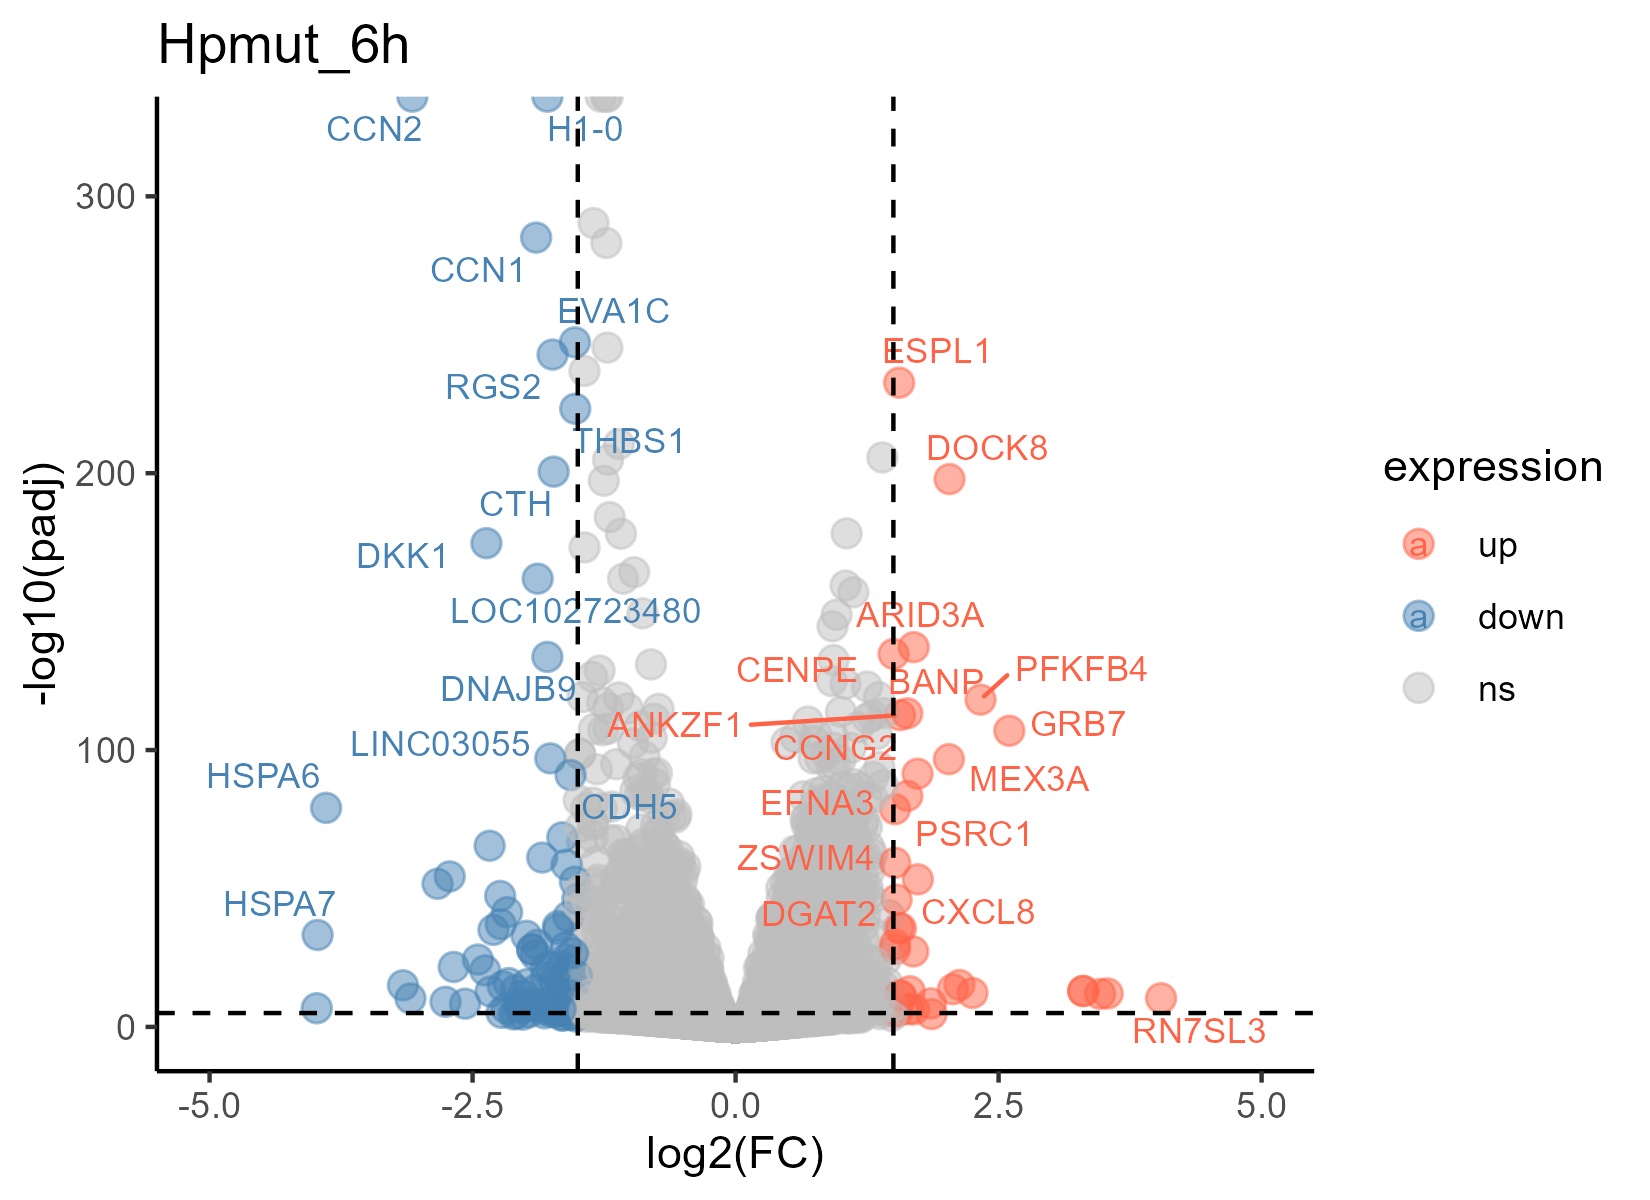 Hpmut_6h
CCN2
H1-0
300
CCN1
EVA1C
ESPL1
RGS2
THBS1
DOCK8
200
CTH
DKK1
LOC102723480
ARID3A
CENPE
PFKFB4
BANP
DNAJB9
ANKZF1
GRB7
LINC03055
CCNG2
100
HSPA6
MEX3A
CDH5
EFNA3
PSRC1
ZSWIM4
HSPA7
DGAT2
CXCL8
RN7SL3
0
-log10(padj)
-5.0
-2.5
0.0
2.5
5.0
log2(FC)
expression
a up
a down
ns